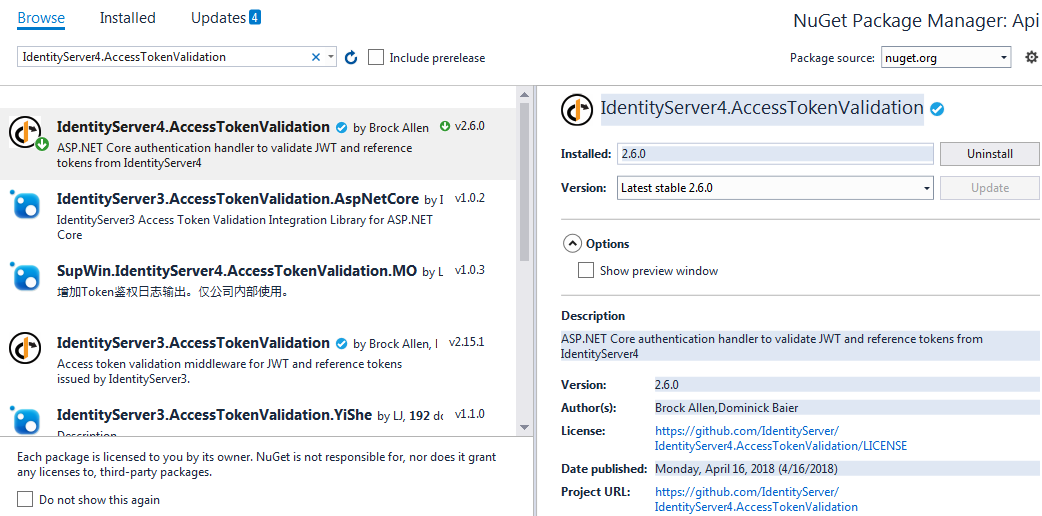 Browse
Installed
Updates 4
NuGet Package Manager: Api
IdentityServer4.AccessTokenValidation
Include prerelease
Package source: nuget.org
IdentityServer4.AccessTokenValidation by Brock Allen v2.6.0
ASP.NET Core authentication handler to validate JWT and reference
tokens from IdentityServer4
IdentityServer3.AccessTokenValidation.AspNetCore by v1.0.2
IdentityServer3 Access Token Validation Integration Library for ASP.NET
Core
SupWin.IdentityServer4.AccessTokenValidation.MO by L v1.0.3
增加Token鉴权日志输出。仅公司内部使用。
IdentityServer3.AccessTokenValidation by Brock Allen, v2.15.1
Access token validation middleware for JWT and reference tokens
issued by IdentityServer3.
IdentityServer3.AccessTokenValidation.YiShe by LJ, 192 v1.1.0
Description
Each package is licensed to you by its owner. NuGet is not responsible for, nor does it grant
any licenses to, third-party packages.
Do not show this again
IdentityServer4.AccessTokenValidation
Installed: 2.6.0 Uninstall
Version: Latest stable 2.6.0 Update
Options
Show preview window
Description
ASP.NET Core authentication handler to validate JWT and reference tokens from
IdentityServer4
Version: 2.6.0
Author(s): Brock Allen,Dominick Baier
License: https://github.com/IdentityServer/
IdentityServer4.AccessTokenValidation/LICENSE
Date published: Monday, April 16, 2018 (4/16/2018)
Project URL: https://github.com/IdentityServer/
IdentityServer4.AccessTokenValidation